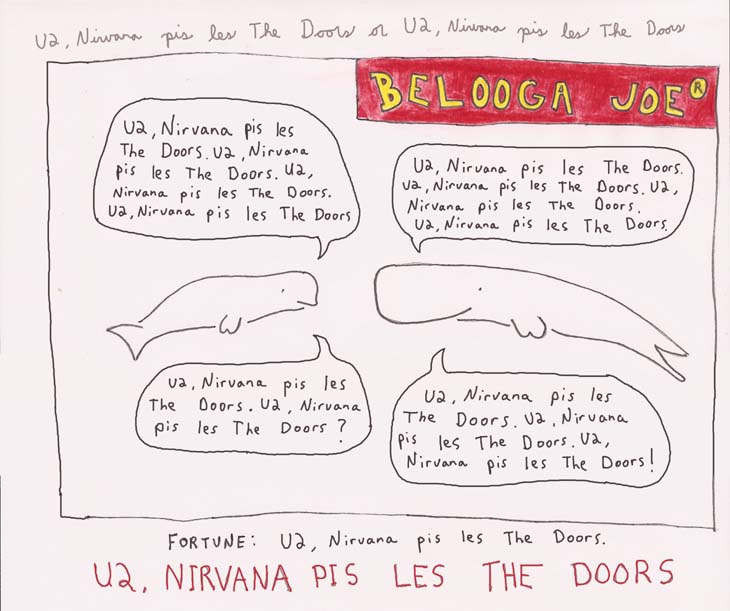 U2, Nirvana pis les The Doors or U2, Nirvana pis les The Doors
BELOOGA JOE®
U2, Nirvana pis les
The Doors. U2, Nirvana
pis les The Doors. U2,
Nirvana pis les The Doors.
U2, Nirvana pis les The Doors
U2, Nirvana pis les The Doors.
U2, Nirvana pis les The Doors. U2,
Nirvana pis les The Doors.
U2, Nirvana pis les The Doors.
U2, Nirvana pis les
The Doors. U2, Nirvana
pis les The Doors?
U2, Nirvana pis les
The Doors. U2, Nirvana
pis les The Doors. U2,
Nirvana pis les The Doors!
FORTUNE: U2, Nirvana pis les The Doors.
U2, NIRVANA PIS LES THE DOORS